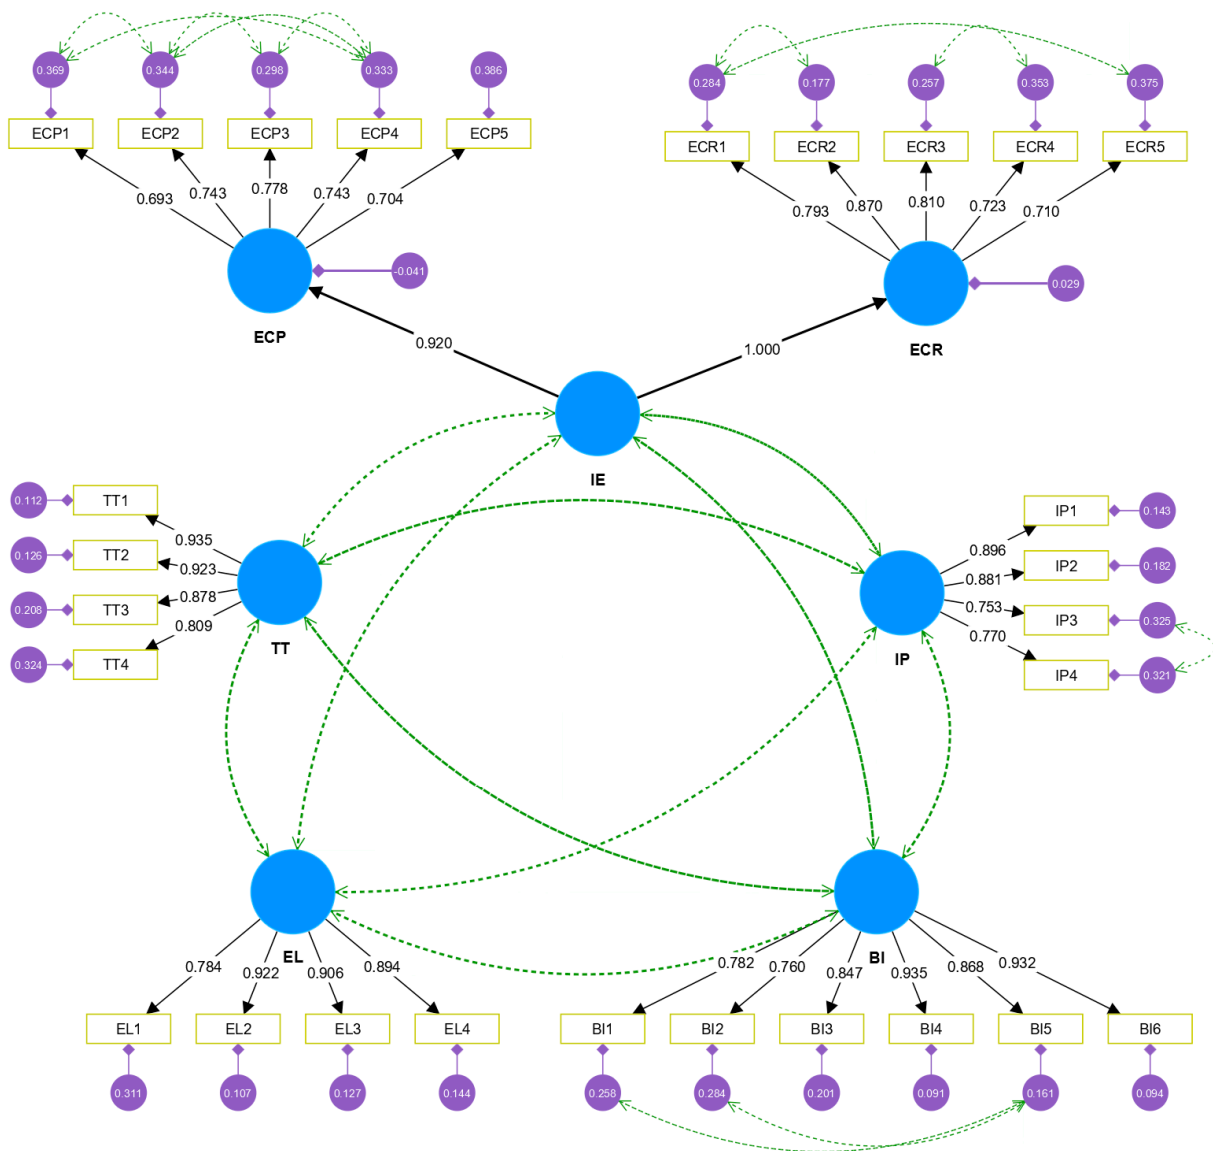 0.369 0.344 0.298 0.333 0.386
ECP1 ECP2 ECP3 ECP4 ECP5
0.693 0.743 0.778 0.743 0.704
-0.041
ECP
0.284 0.177 0.257 0.353 0.375
ECR1 ECR2 ECR3 ECR4 ECR5
0.793 0.870 0.810 0.723 0.710
0.029
ECR
0.920 1.000
IE
0.112 TT1 0.935
0.126 TT2 0.923
0.208 TT3 0.878
0.324 TT4 0.809
TT
0.896 IP1 0.143
0.881 IP2 0.182
0.753 IP3 0.325
0.770 IP4 0.321
IP
EL
0.784 0.922 0.906 0.894
EL1 EL2 EL3 EL4
0.311 0.107 0.127 0.144
BI
0.782 0.760 0.847 0.935 0.868 0.932
BI1 BI2 BI3 BI4 BI5 BI6
0.258 0.284 0.201 0.091 0.161 0.094